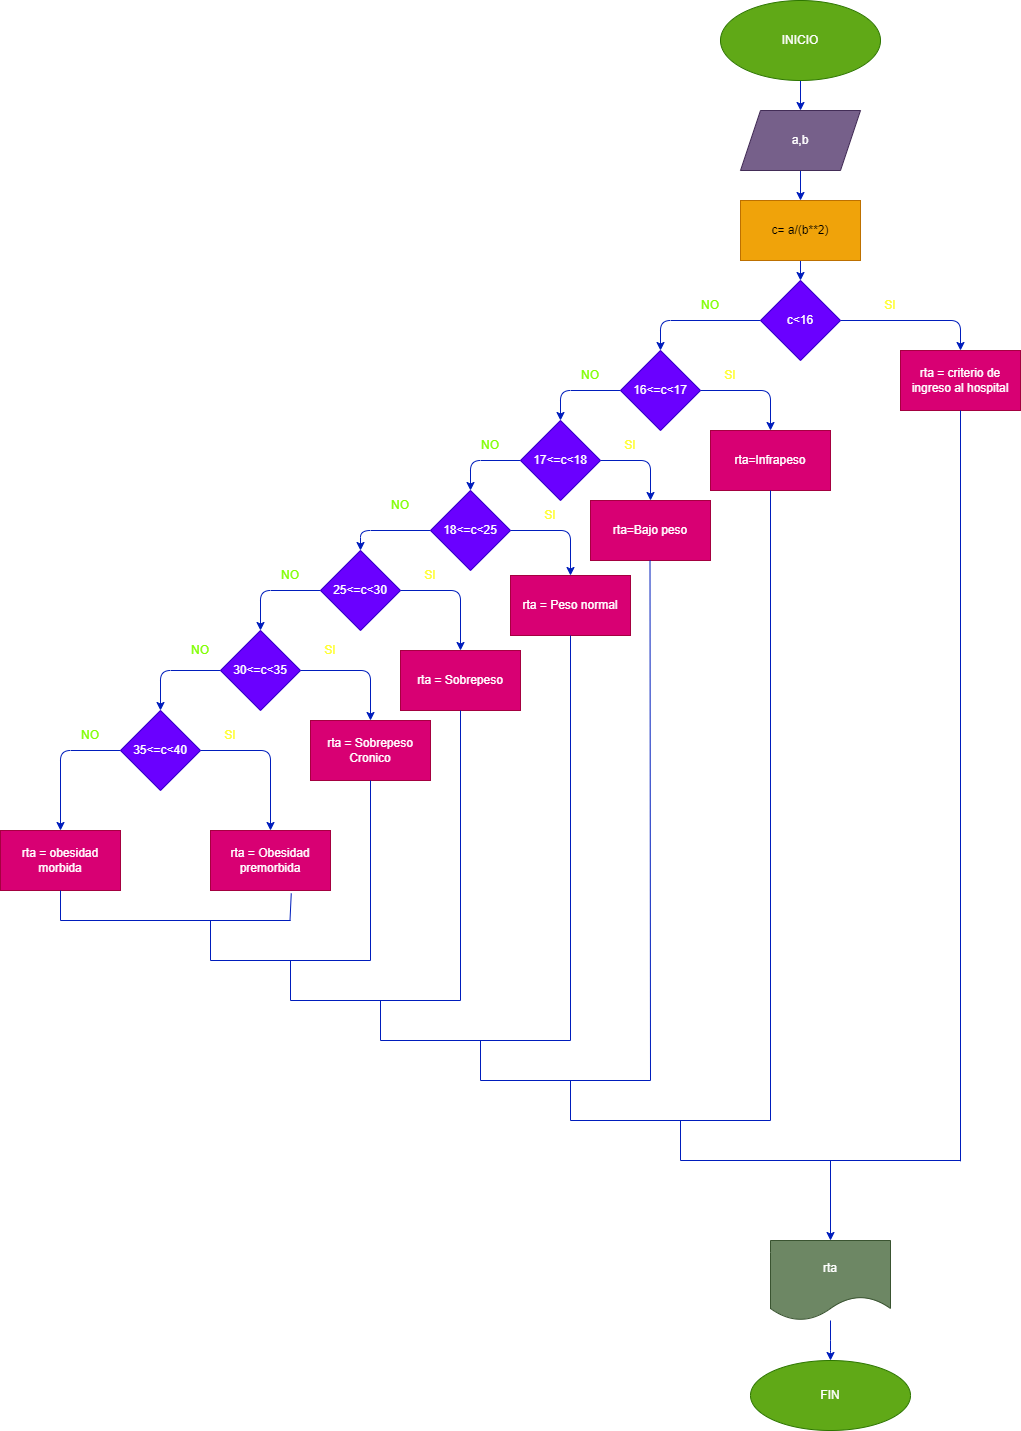 INICIO
a,b
c= a/(b**2)
NO
SI
c<16
rta = criterio de
ingreso al hospital
NO
SI
16<=c<17
rta=Infrapeso
NO
SI
17<=c<18
rta=Bajo peso
NO
SI
18<=c<25
rta = Peso normal
NO
SI
25<=c<30
rta = Sobrepeso
NO
SI
30<=c<35
rta = Sobrepeso
Cronico
NO
SI
35<=c<40
rta = obesidad
morbida
rta = Obesidad
premorbida
rta
FIN